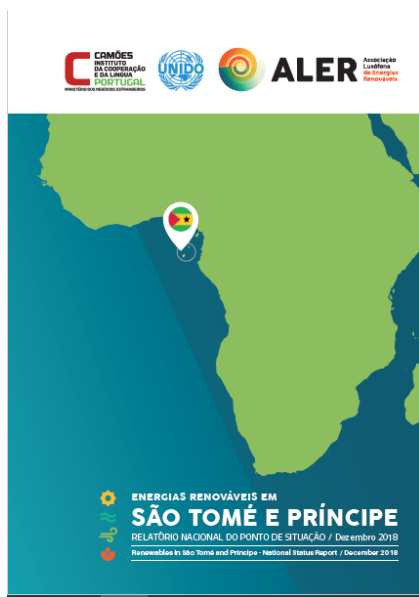 CAMÕES
INSTITUTO
DA COOPERAÇÃO
E DA LÍNGUA
PORTUGAL
MINISTÉRIO DOS NEGÓCIOS ESTRANGEIROS
UNIDO
ALER
Associação
Lusófona
de Energias
Renováveis
ENERGIAS RENOVÁVEIS EM
SÃO TOMÉ E PRÍNCIPE
RELATÓRIO NACIONAL DO PONTO DE SITUAÇÃO / Dezembro 2018
Renewables in São Tomé and Príncipe - National Status Report / December 2018